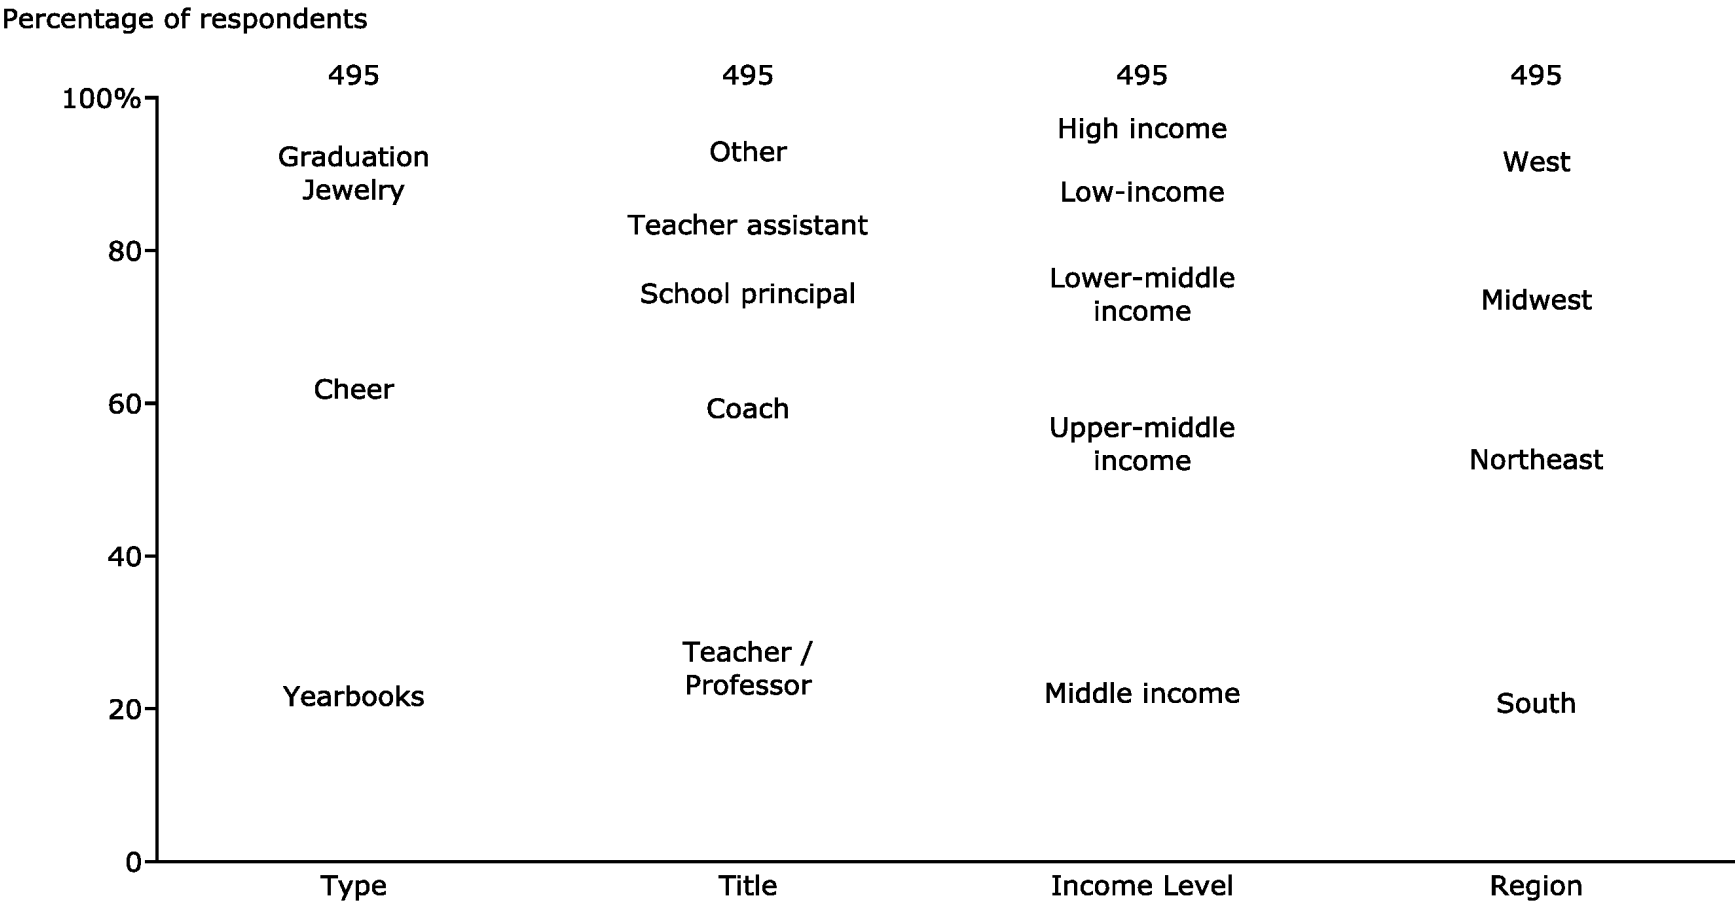 Percentage of respondents
495 495 495 495
100%
High income
Other
Graduation
Jewelry
West
Low-income
Teacher assistant
80
Lower-middle
income
School principal
Midwest
Cheer
60
Coach
Upper-middle
income
Northeast
40
Teacher /
Professor
Yearbooks
Middle income
South
20
0
Type Title Income Level Region